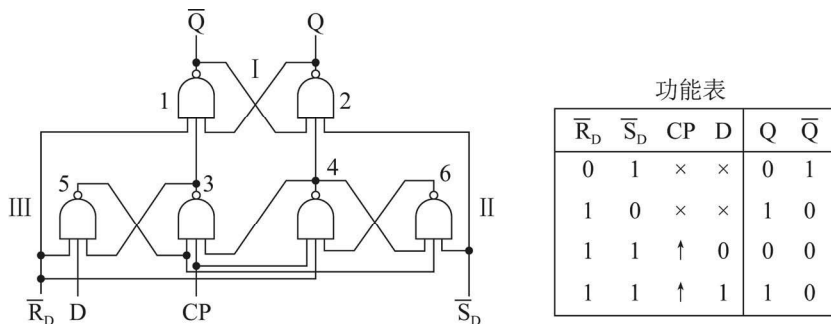 Q̅ Q
I
1 2
5 3 4 6
III II
R̅D D CP S̅D
功能表
R̅D S̅D CP D Q Q̅
0 1 × × 0 1
1 0 × × 1 0
1 1 ↑ 0 0 0
1 1 ↑ 1 1 0